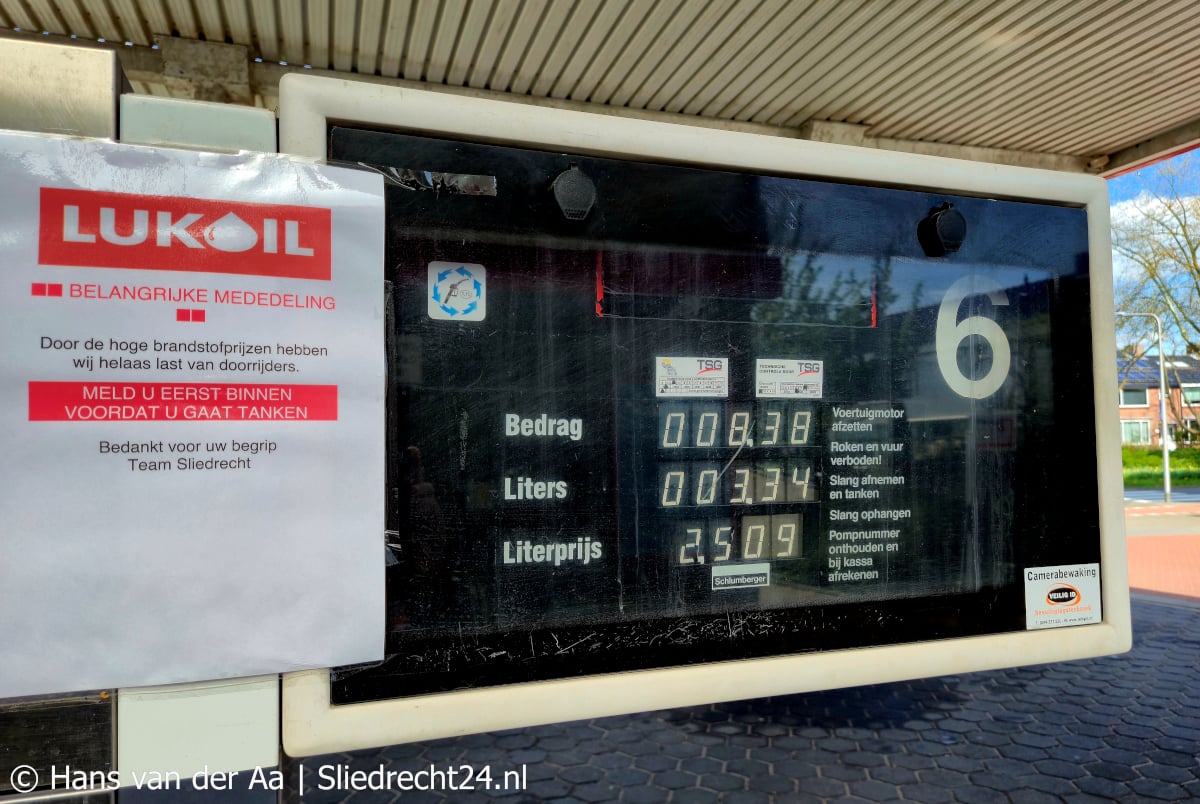 LUKOIL
BELANGRIJKE MEDEDELING
Door de hoge brandstofprijzen hebben
wij helaas last van doorrijders.
MELD U EERST BINNEN
VOORDAT U GAAT TANKEN
Bedankt voor uw begrip
Team Sliedrecht
6
TSG
TECHNISCHE
CONTROLE DOOR
TSG
Bedrag
008,38
Liters
003,34
Literprijs
2,509
Schlumberger
Voertuigmotor
afzetten
Roken en vuur
verboden!
Slang afnemen
en tanken
Slang ophangen
Pompnummer
onthouden en
bij kassa
afrekenen
Camerabewaking
VEILIG ID
© Hans van der Aa | Sliedrecht24.nl